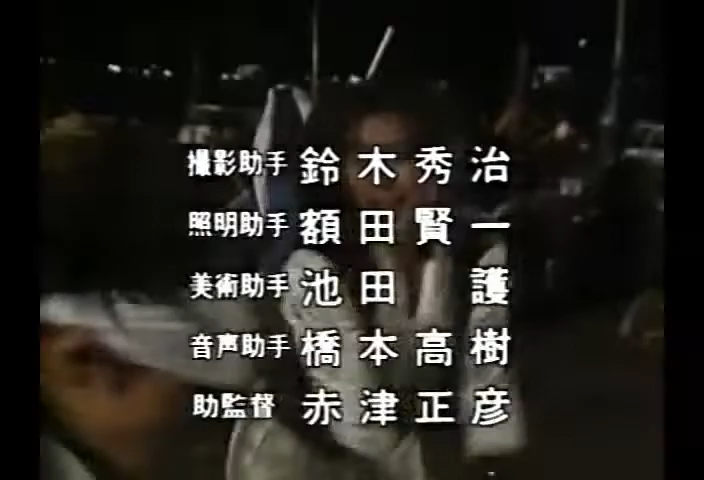 撮影助手 鈴木秀治
照明助手 額田賢一
美術助手 池田 護
音声助手 橋本高樹
助監督 赤津正彦